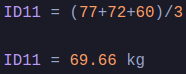 ID11 = (77+72+60)/3
ID11 = 69.66 kg